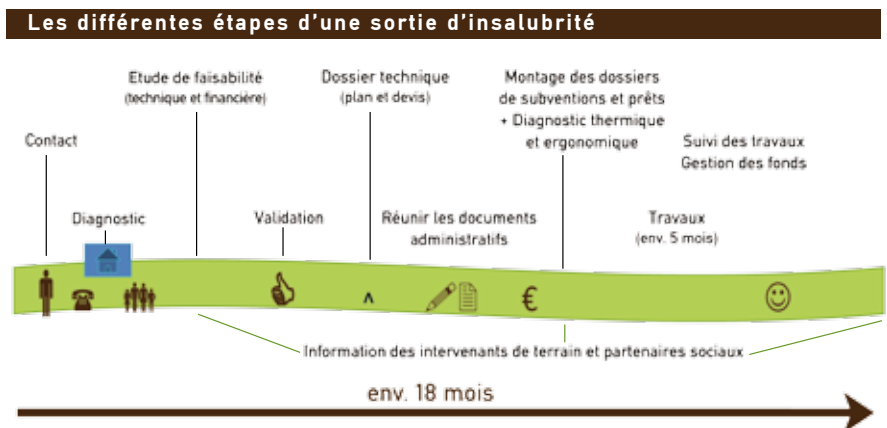 Les différentes étapes d'une sortie d'insalubrité
Etude de faisabilité
(technique et financière)
Dossier technique
(plan et devis)
Montage des dossiers
de subventions et prêts
+ Diagnostic thermique
et ergonomique
Contact
Suivi des travaux
Gestion des fonds
Diagnostic
Validation
Réunir les documents
administratifs
Travaux
(env. 5 mois)
^
€
Information des intervenants de terrain et partenaires sociaux
env. 18 mois